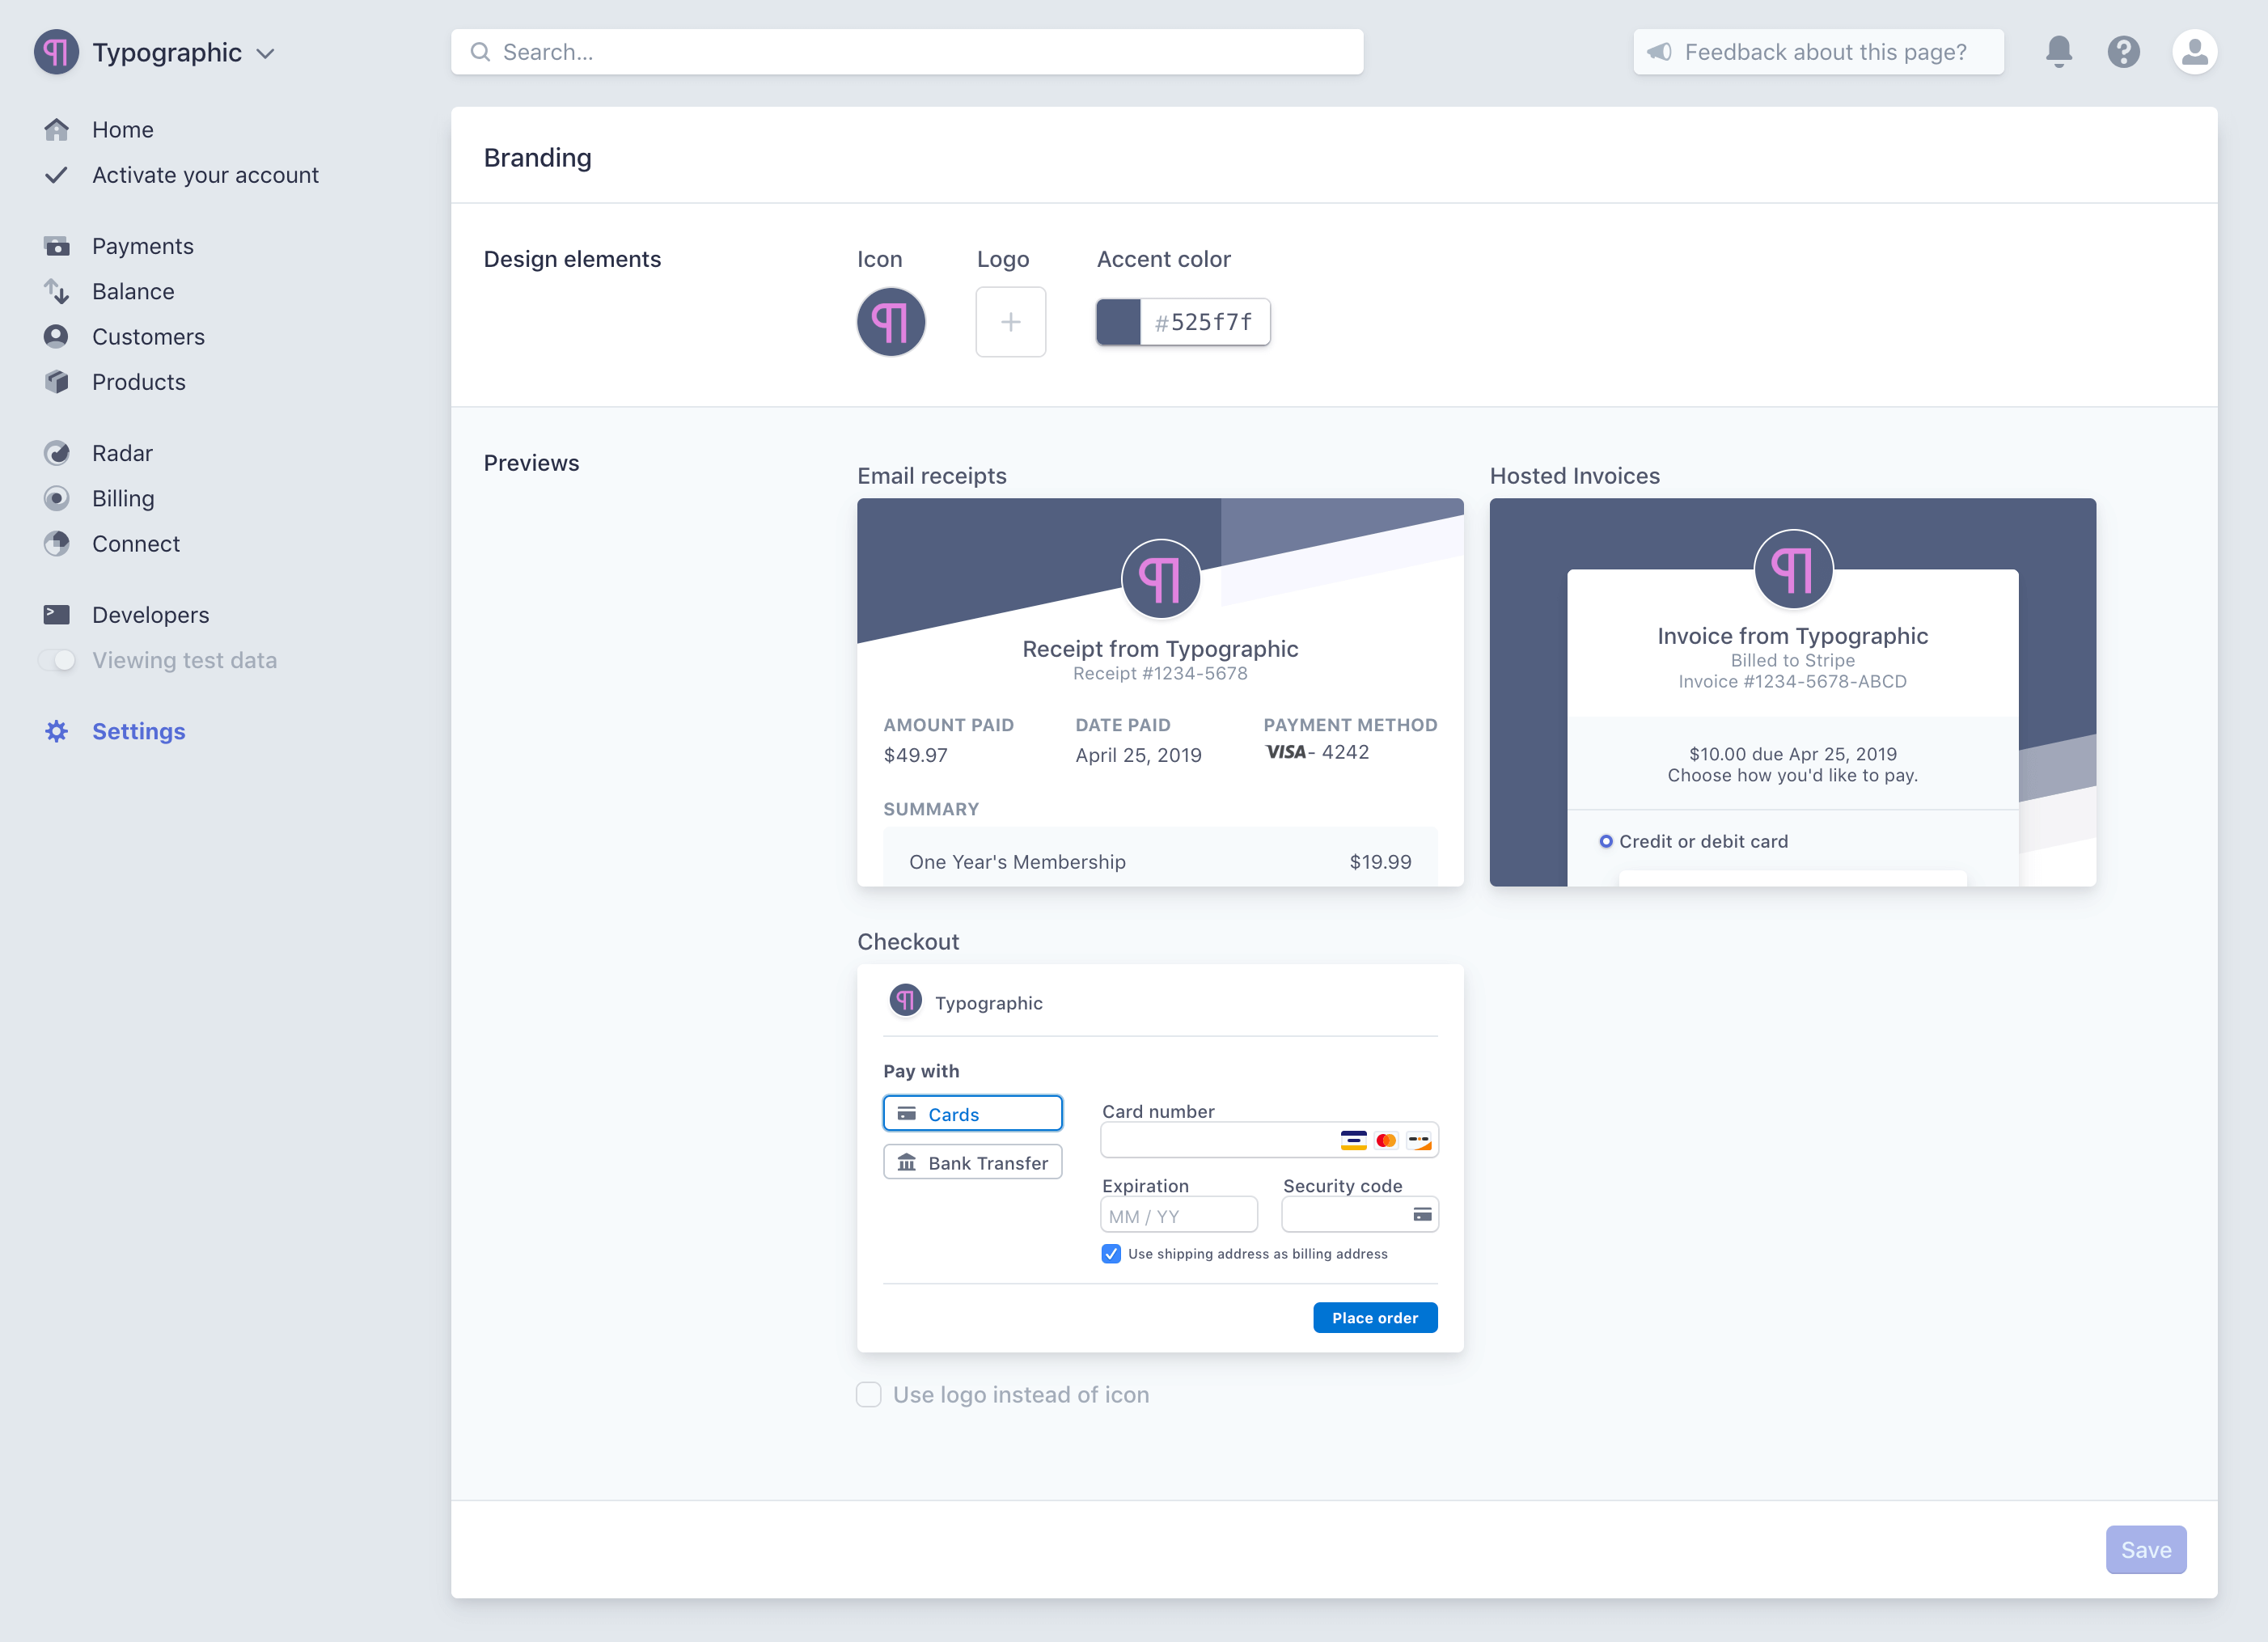 Typographic
Search...
Feedback about this page?
Home
Activate your account
Payments
Balance
Customers
Products
Radar
Billing
Connect
Developers
Viewing test data
Settings
Branding
Design elements
Icon
Logo
Accent color
#525f7f
Previews
Email receipts
Receipt from Typographic
Receipt #1234-5678
AMOUNT PAID DATE PAID PAYMENT METHOD
$49.97 April 25, 2019 VISA - 4242
SUMMARY
One Year's Membership $19.99
Hosted Invoices
Invoice from Typographic
Billed to Stripe
Invoice #1234-5678-ABCD
$10.00 due Apr 25, 2019
Choose how you'd like to pay.
Credit or debit card
Checkout
Typographic
Pay with
Cards
Bank Transfer
Card number
Expiration Security code
MM / YY
Use shipping address as billing address
Place order
Use logo instead of icon
Save